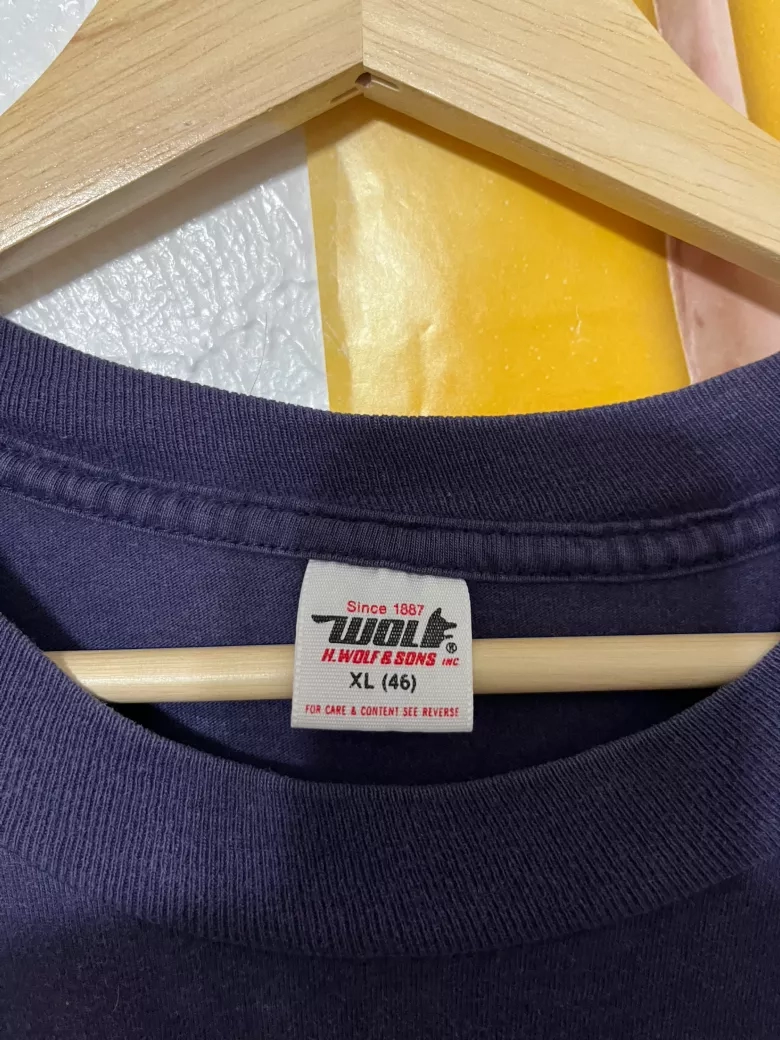 Since 1887
WOLF®
H. WOLF & SONS INC.
XL (46)
FOR CARE & CONTENT SEE REVERSE